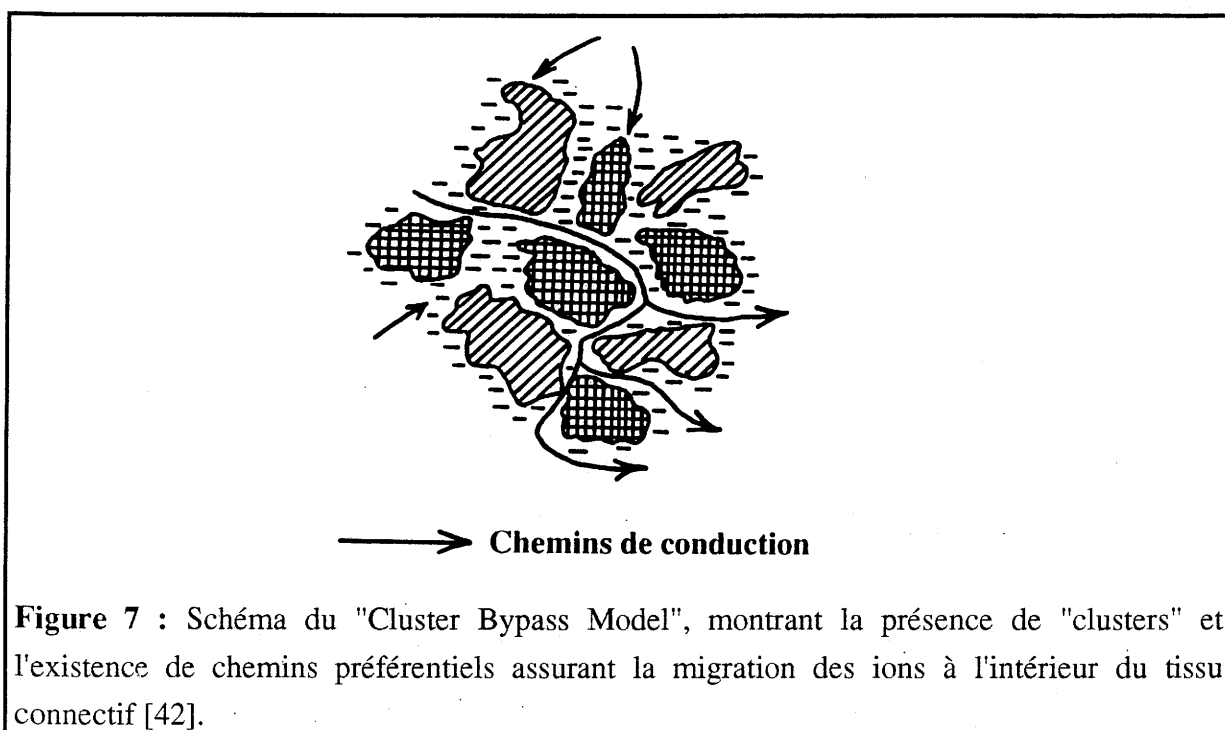 Chemins de conduction
Figure 7 : Schéma du "Cluster Bypass Model", montrant la présence de "clusters" et
l'existence de chemins préférentiels assurant la migration des ions à l'intérieur du tissu
connectif [42].